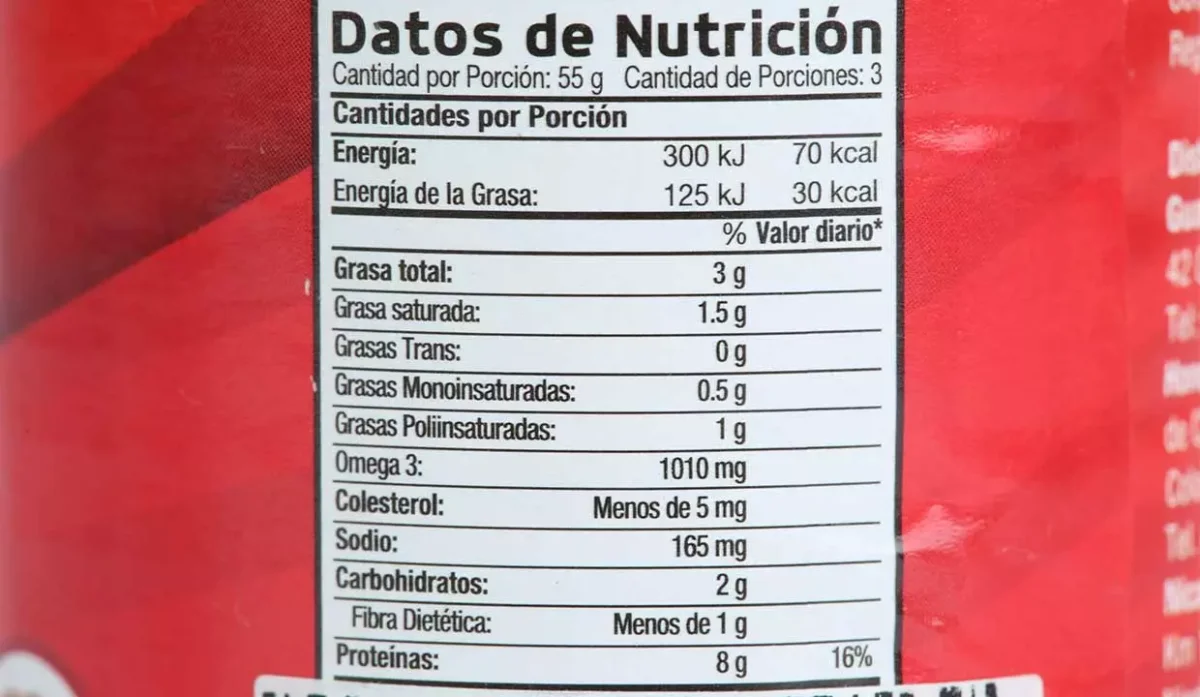 Datos de Nutrición
Cantidad por Porción: 55 g Cantidad de Porciones: 3
Cantidades por Porción
Energía: 300 kJ 70 kcal
Energía de la Grasa: 125 kJ 30 kcal
% Valor diario*
Grasa total: 3 g
Grasa saturada: 1.5 g
Grasas Trans: 0 g
Grasas Monoinsaturadas: 0.5 g
Grasas Poliinsaturadas: 1 g
Omega 3: 1010 mg
Colesterol: Menos de 5 mg
Sodio: 165 mg
Carbohidratos: 2 g
Fibra Dietética: Menos de 1 g
Proteínas: 8 g 16%